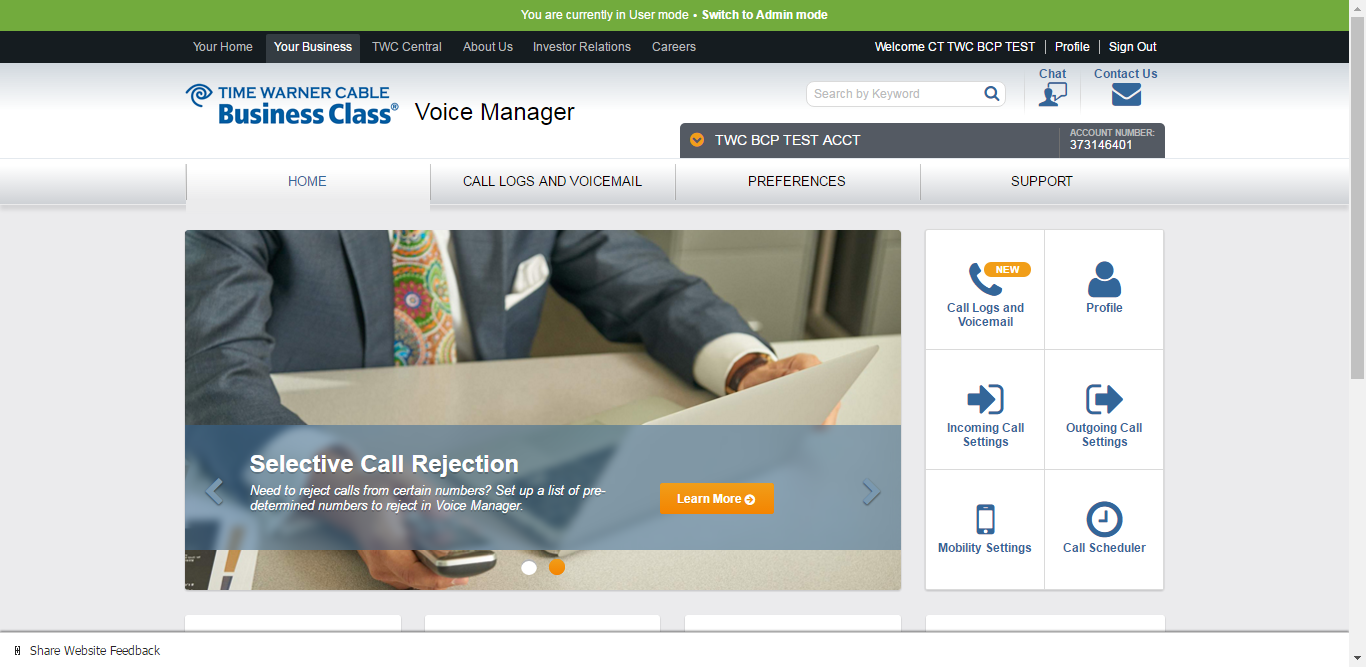 You are currently in User mode • Switch to Admin mode
Your Home Your Business TWC Central About Us Investor Relations Careers Welcome CT TWC BCP TEST Profile Sign Out
Chat Contact Us
TIME WARNER CABLE
Business Class® Voice Manager
Search by Keyword
TWC BCP TEST ACCT
ACCOUNT NUMBER:
373146401
HOME CALL LOGS AND VOICEMAIL PREFERENCES SUPPORT
Selective Call Rejection
Need to reject calls from certain numbers? Set up a list of pre-
determined numbers to reject in Voice Manager.
Learn More
NEW
Call Logs and
Voicemail
Profile
Incoming Call
Settings
Outgoing Call
Settings
Mobility Settings
Call Scheduler
Share Website Feedback